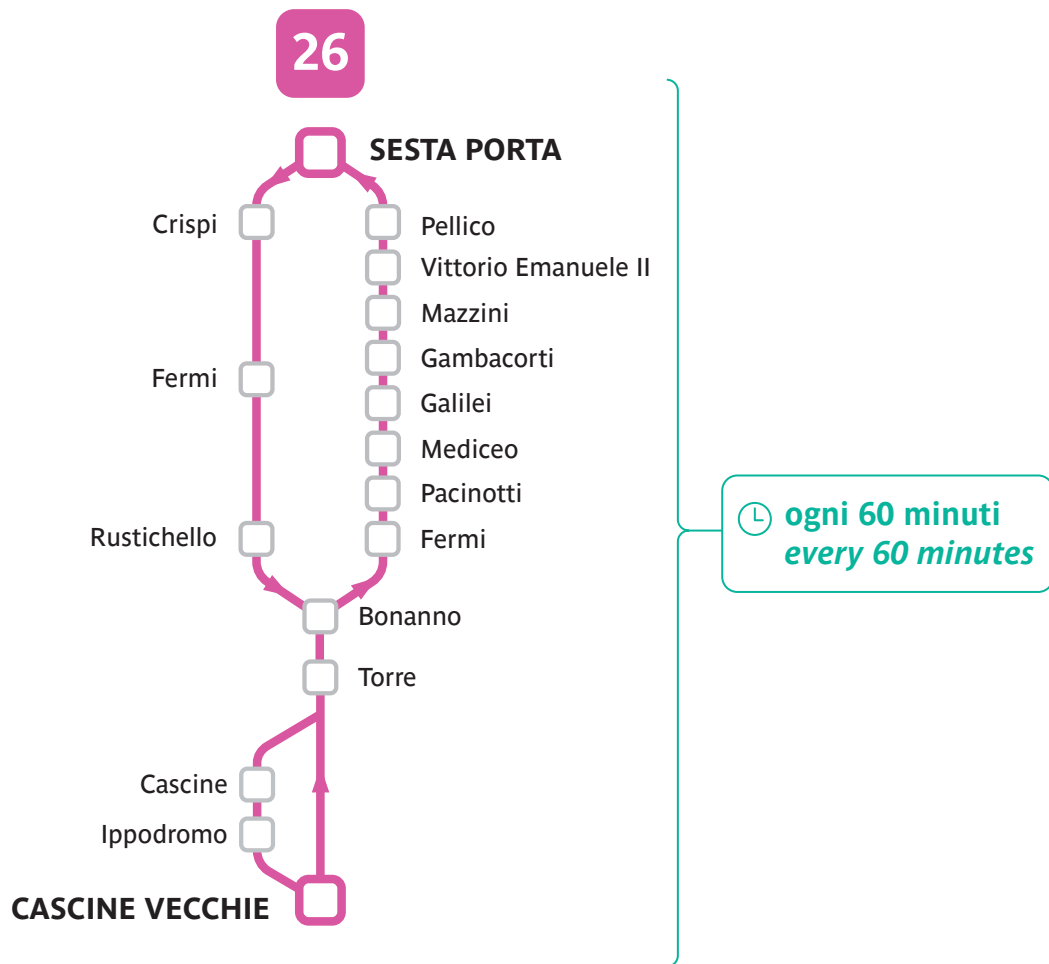 26
SESTA PORTA
Crispi
Pellico
Vittorio Emanuele II
Mazzini
Gambacorti
Fermi
Galilei
Mediceo
Pacinotti
Rustichello
Fermi
ogni 60 minuti
every 60 minutes
Bonanno
Torre
Cascine
Ippodromo
CASCINE VECCHIE